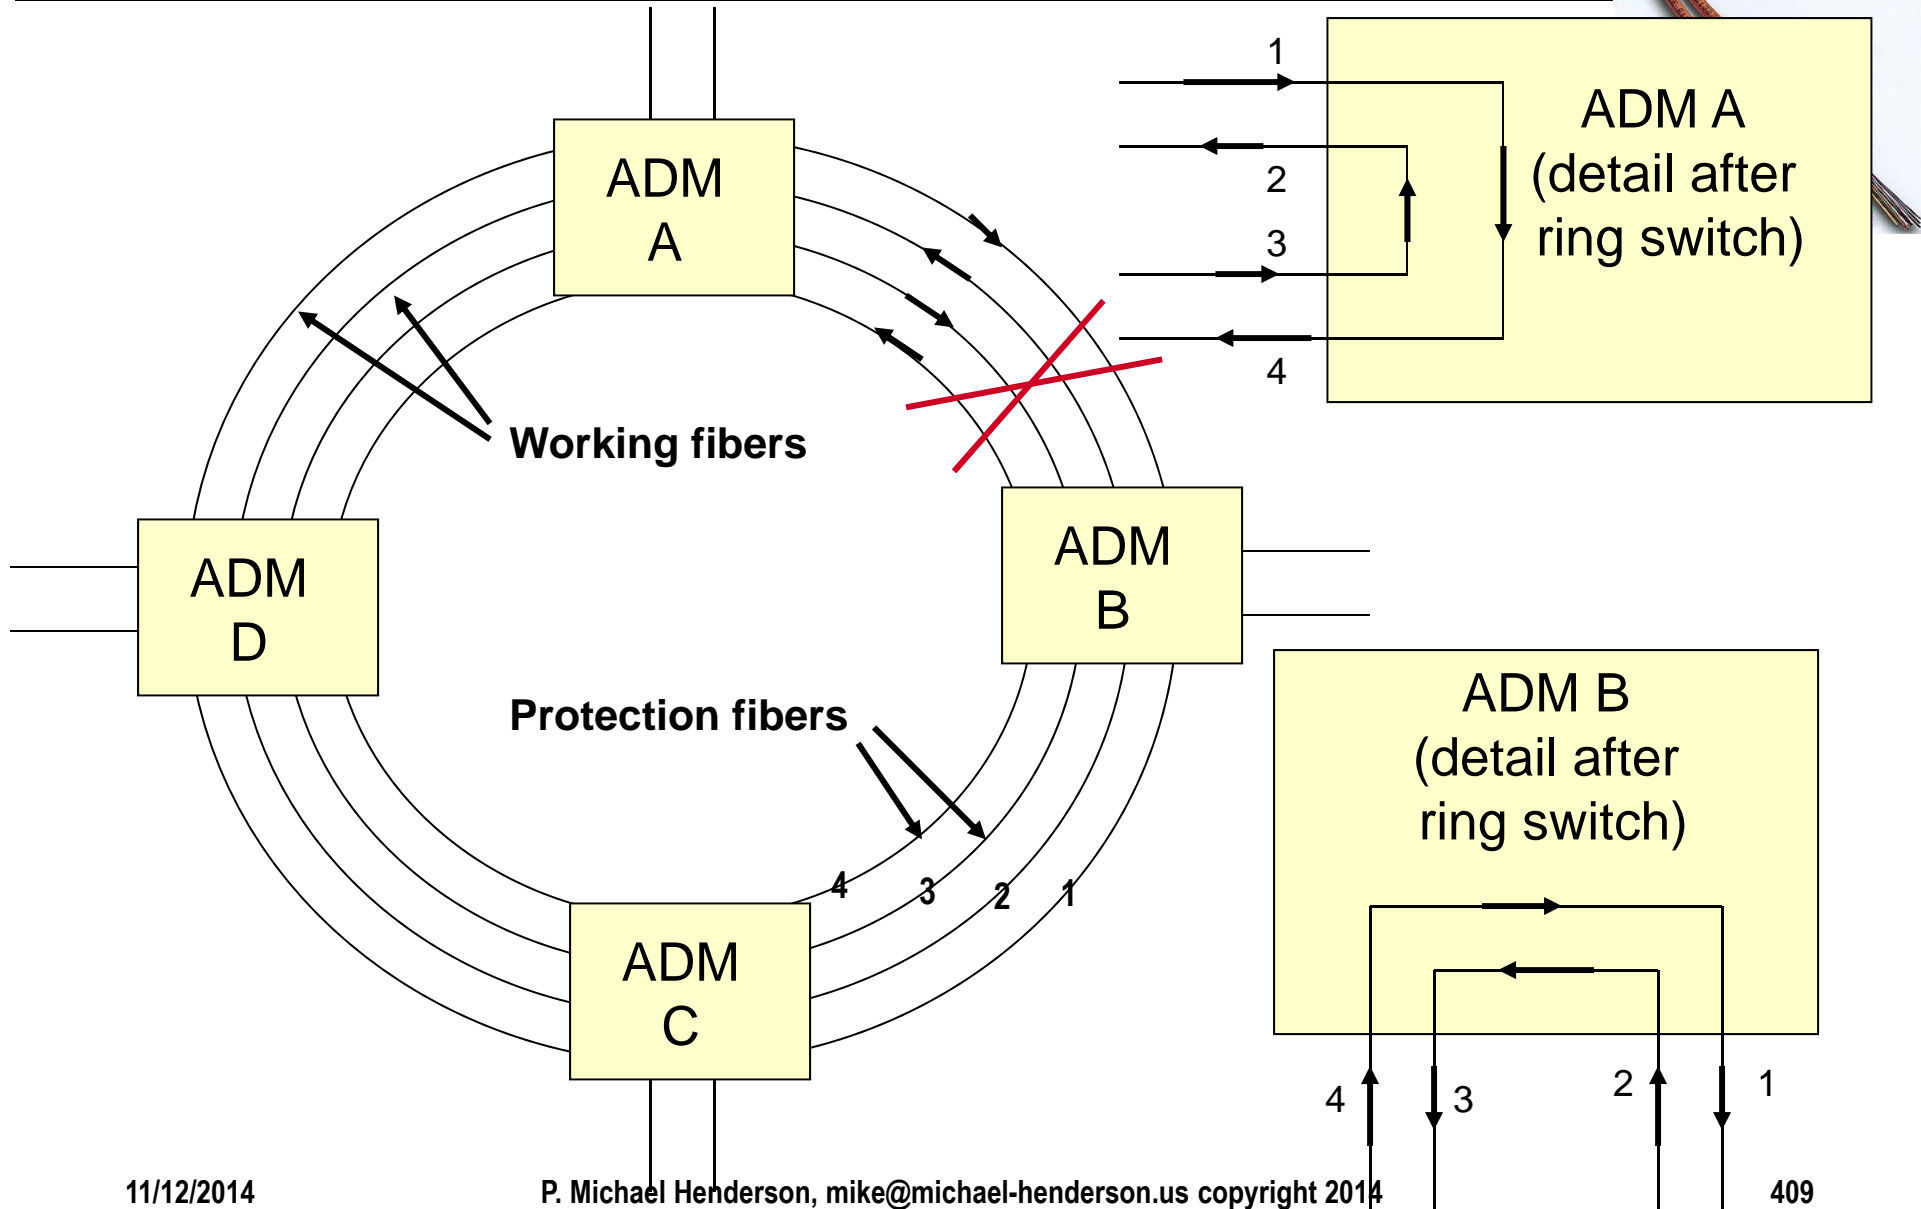 ADM
A
1
2
3
4
ADM A
(detail after
ring switch)
Working fibers
ADM
D
ADM
B
Protection fibers
4
3
2
1
ADM
C
ADM B
(detail after
ring switch)
4
3
2
1
11/12/2014
P. Michael Henderson, mike@michael-henderson.us copyright 2014
409